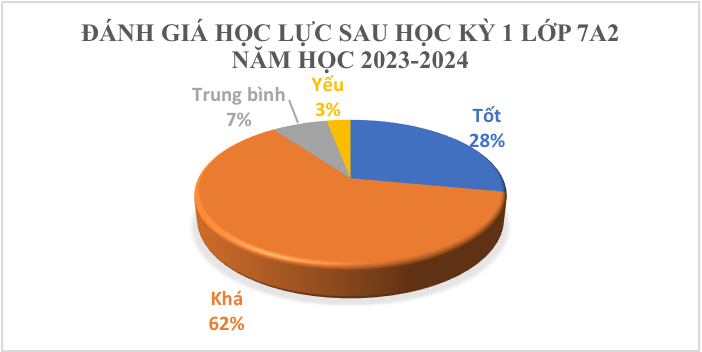 ĐÁNH GIÁ HỌC LỰC SAU HỌC KỲ 1 LỚP 7A2
NĂM HỌC 2023-2024
Yếu
3%
Trung bình
7%
Tốt
28%
Khá
62%